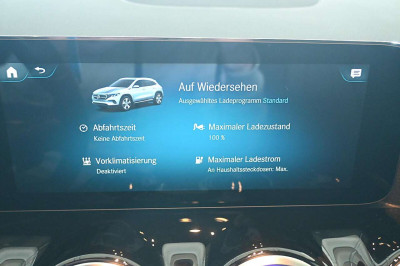 Auf Wiedersehen
Ausgewähltes Ladeprogramm Standard
Abfahrtszeit
Keine Abfahrtszeit
Maximaler Ladezustand
100 %
Vorklimatisierung
Deaktiviert
Maximaler Ladestrom
An Haushaltssteckdosen: Max.